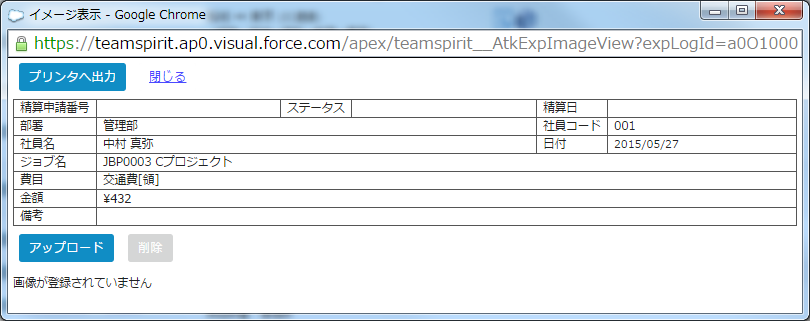 イメージ表示 - Google Chrome
https://teamspirit.ap0.visual.force.com/apex/teamspirit__AtkExpImageView?expLogId=a0O1000
プリンタへ出力 閉じる
精算申請番号 ステータス 精算日
部署 管理部 社員コード 001
社員名 中村 真弥 日付 2015/05/27
ジョブ名 JBP0003 Cプロジェクト
費目 交通費[領]
金額 ¥432
備考
アップロード 削除
画像が登録されていません